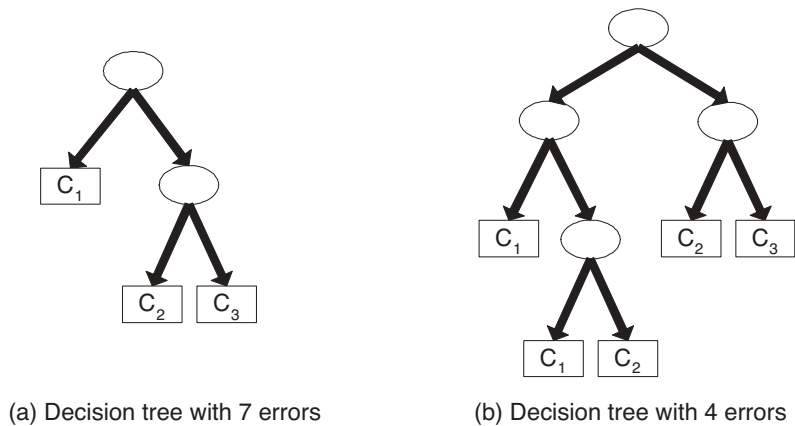 C₁
C₂ C₃
(a) Decision tree with 7 errors
C₁ C₂ C₃
C₁ C₂
(b) Decision tree with 4 errors